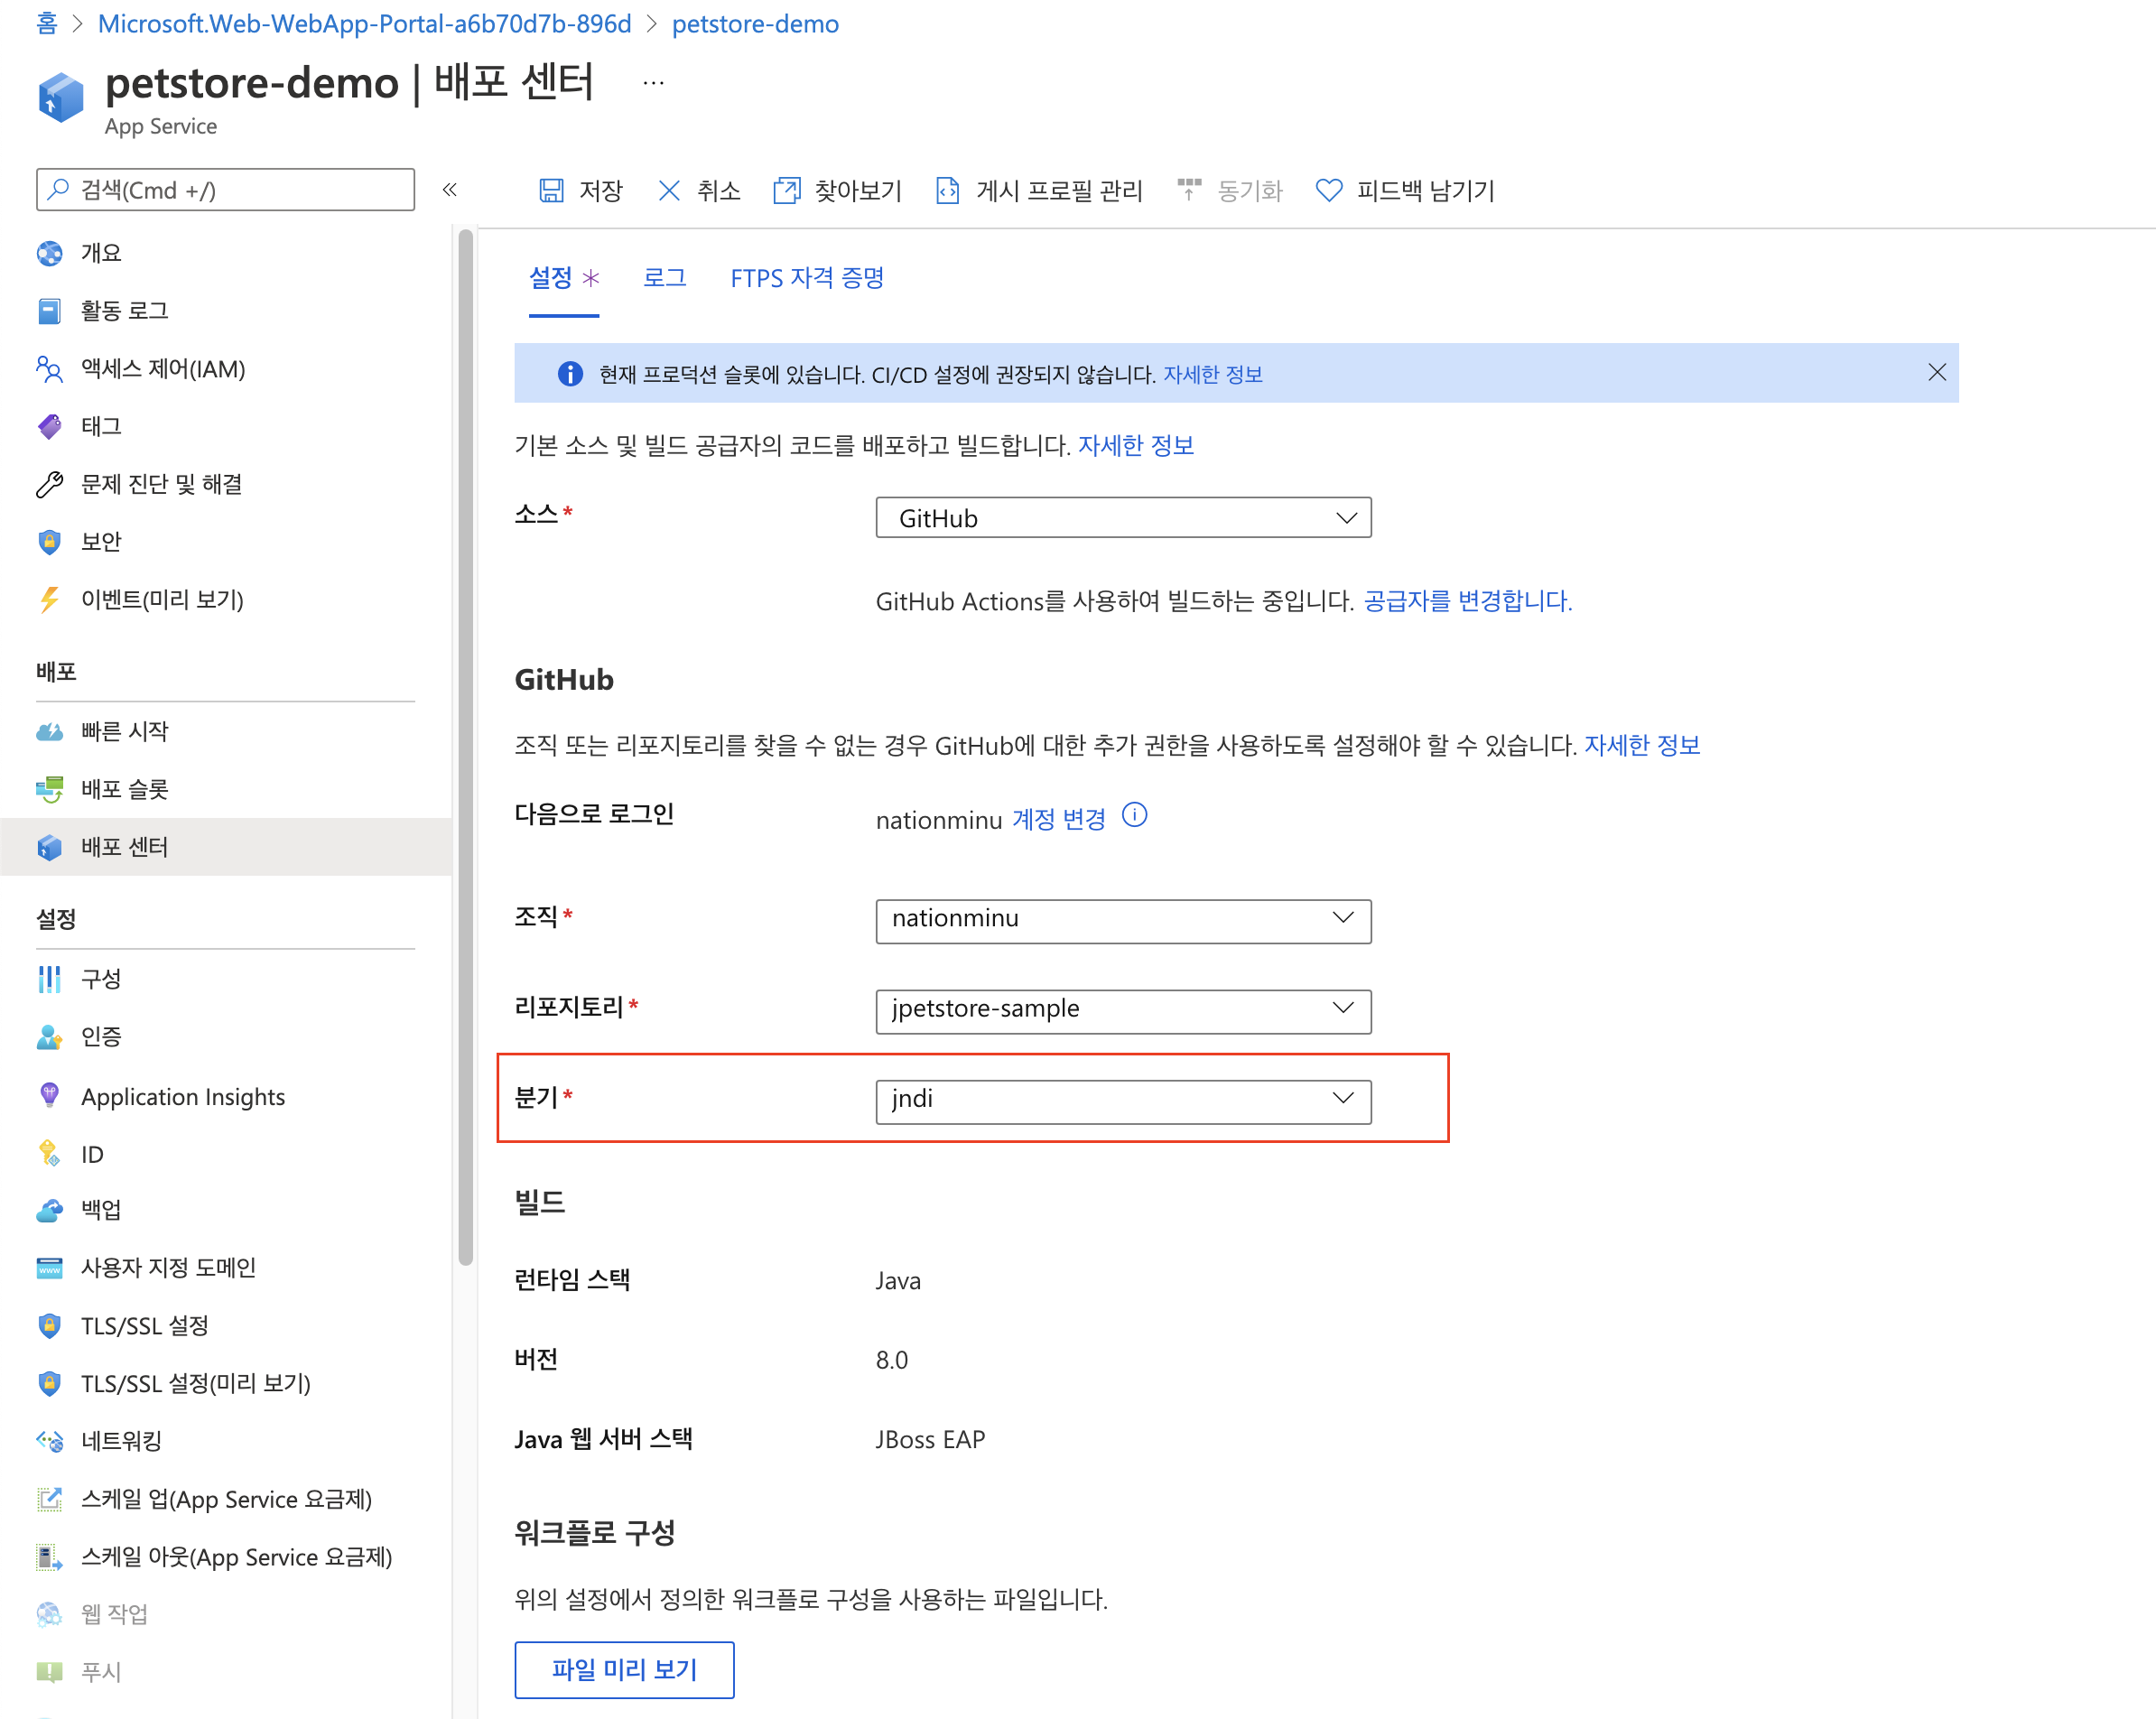 홈 > Microsoft.Web-WebApp-Portal-a6b70d7b-896d > petstore-demo
petstore-demo | 배포 센터 ...
App Service
검색(Cmd +/)
«
저장
취소
찾아보기
게시 프로필 관리
동기화
피드백 남기기
개요
활동 로그
액세스 제어(IAM)
태그
문제 진단 및 해결
보안
이벤트(미리 보기)
배포
빠른 시작
배포 슬롯
배포 센터
설정
구성
인증
Application Insights
ID
백업
사용자 지정 도메인
TLS/SSL 설정
TLS/SSL 설정(미리 보기)
네트워킹
스케일 업(App Service 요금제)
스케일 아웃(App Service 요금제)
웹 작업
푸시
설정 *
로그
FTPS 자격 증명
현재 프로덕션 슬롯에 있습니다. CI/CD 설정에 권장되지 않습니다. 자세한 정보
기본 소스 및 빌드 공급자의 코드를 배포하고 빌드합니다. 자세한 정보
소스*
GitHub
GitHub Actions를 사용하여 빌드하는 중입니다. 공급자를 변경합니다.
GitHub
조직 또는 리포지토리를 찾을 수 없는 경우 GitHub에 대한 추가 권한을 사용하도록 설정해야 할 수 있습니다. 자세한 정보
다음으로 로그인
nationminu 계정 변경
조직*
nationminu
리포지토리*
jpetstore-sample
분기*
jndi
빌드
런타임 스택
Java
버전
8.0
Java 웹 서버 스택
JBoss EAP
워크플로 구성
위의 설정에서 정의한 워크플로 구성을 사용하는 파일입니다.
파일 미리 보기